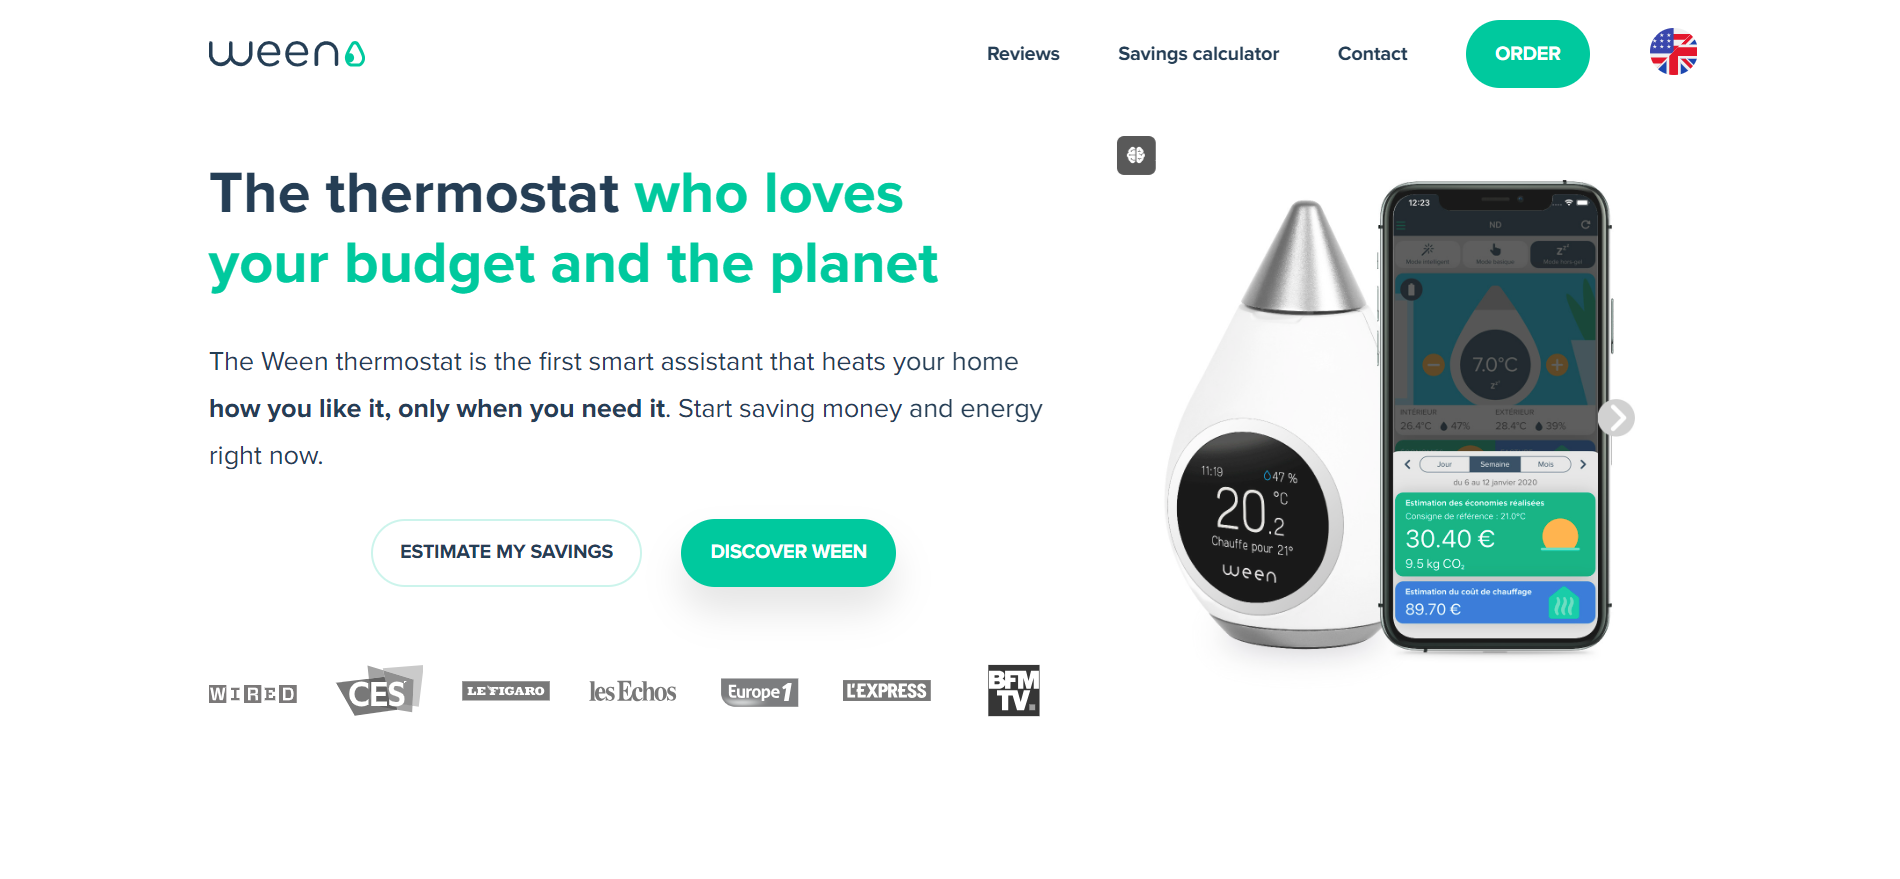 ween
Reviews
Savings calculator
Contact
ORDER
The thermostat who loves
your budget and the planet
The Ween thermostat is the first smart assistant that heats your home
how you like it, only when you need it. Start saving money and energy
right now.
ESTIMATE MY SAVINGS
DISCOVER WEEN
WIRED
CES
LE FIGARO
les Echos
Europe 1
L'EXPRESS
BFM
TV.
11:19
47 %
20.2 °C
Chauffe pour 21°
ween
12:23
ND
Mode intelligent
Mode basique
Mode hors gel
7.0°C
INTÉRIEUR
EXTÉRIEUR
26.4°C 47%
28.4°C 39%
Jour
Semaine
Mois
du 6 au 12 janvier 2020
Estimation des économies réalisées
Consigne de référence : 21.0°C
30.40 €
9.5 kg CO₂
Estimation du coût de chauffage
89.70 €